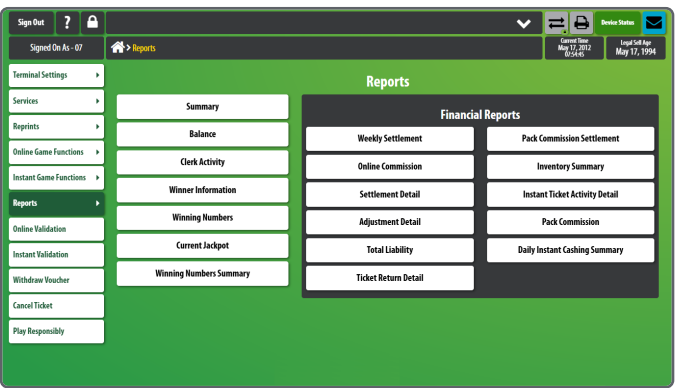 Sign Out ?
Device Status
Signed On As - 07
> Reports
Current Time
May 17, 2012
07:54:45
Legal Sell Age
May 17, 1994
Terminal Settings
Services
Reprints
Online Game Functions
Instant Game Functions
Reports
Online Validation
Instant Validation
Withdraw Voucher
Cancel Ticket
Play Responsibly
Reports
Summary
Balance
Clerk Activity
Winner Information
Winning Numbers
Current Jackpot
Winning Numbers Summary
Financial Reports
Weekly Settlement
Pack Commission Settlement
Online Commission
Inventory Summary
Settlement Detail
Instant Ticket Activity Detail
Adjustment Detail
Pack Commission
Total Liability
Daily Instant Cashing Summary
Ticket Return Detail